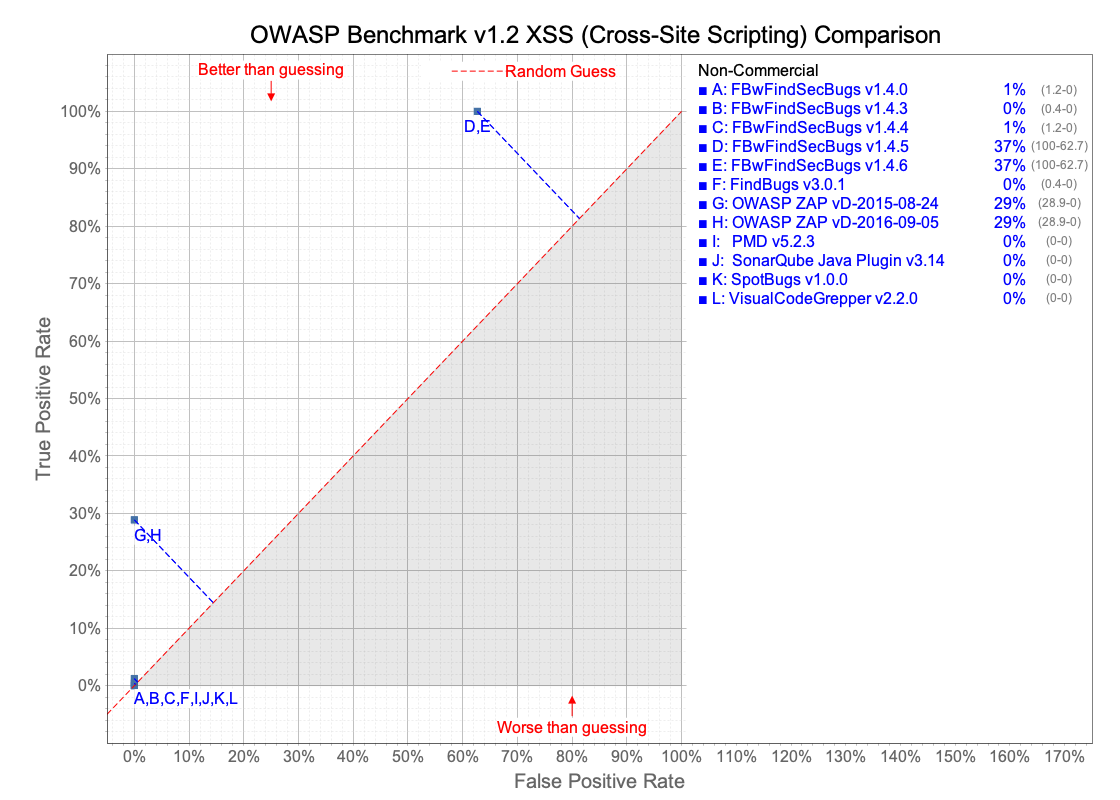 OWASP Benchmark v1.2 XSS (Cross-Site Scripting) Comparison
Better than guessing
Random Guess
Non-Commercial
A: FBwFindSecBugs v1.4.0 1% (1.2-0)
B: FBwFindSecBugs v1.4.3 0% (0.4-0)
C: FBwFindSecBugs v1.4.4 1% (1.2-0)
D: FBwFindSecBugs v1.4.5 37% (100-62.7)
E: FBwFindSecBugs v1.4.6 37% (100-62.7)
F: FindBugs v3.0.1 0% (0.4-0)
G: OWASP ZAP vD-2015-08-24 29% (28.9-0)
H: OWASP ZAP vD-2016-09-05 29% (28.9-0)
I: PMD v5.2.3 0% (0-0)
J: SonarQube Java Plugin v3.14 0% (0-0)
K: SpotBugs v1.0.0 0% (0-0)
L: VisualCodeGrepper v2.2.0 0% (0-0)
True Positive Rate
100%
90%
80%
70%
60%
50%
40%
30%
20%
10%
0%
D,E
G,H
A,B,C,F,I,J,K,L
Worse than guessing
0% 10% 20% 30% 40% 50% 60% 70% 80% 90% 100% 110% 120% 130% 140% 150% 160% 170%
False Positive Rate